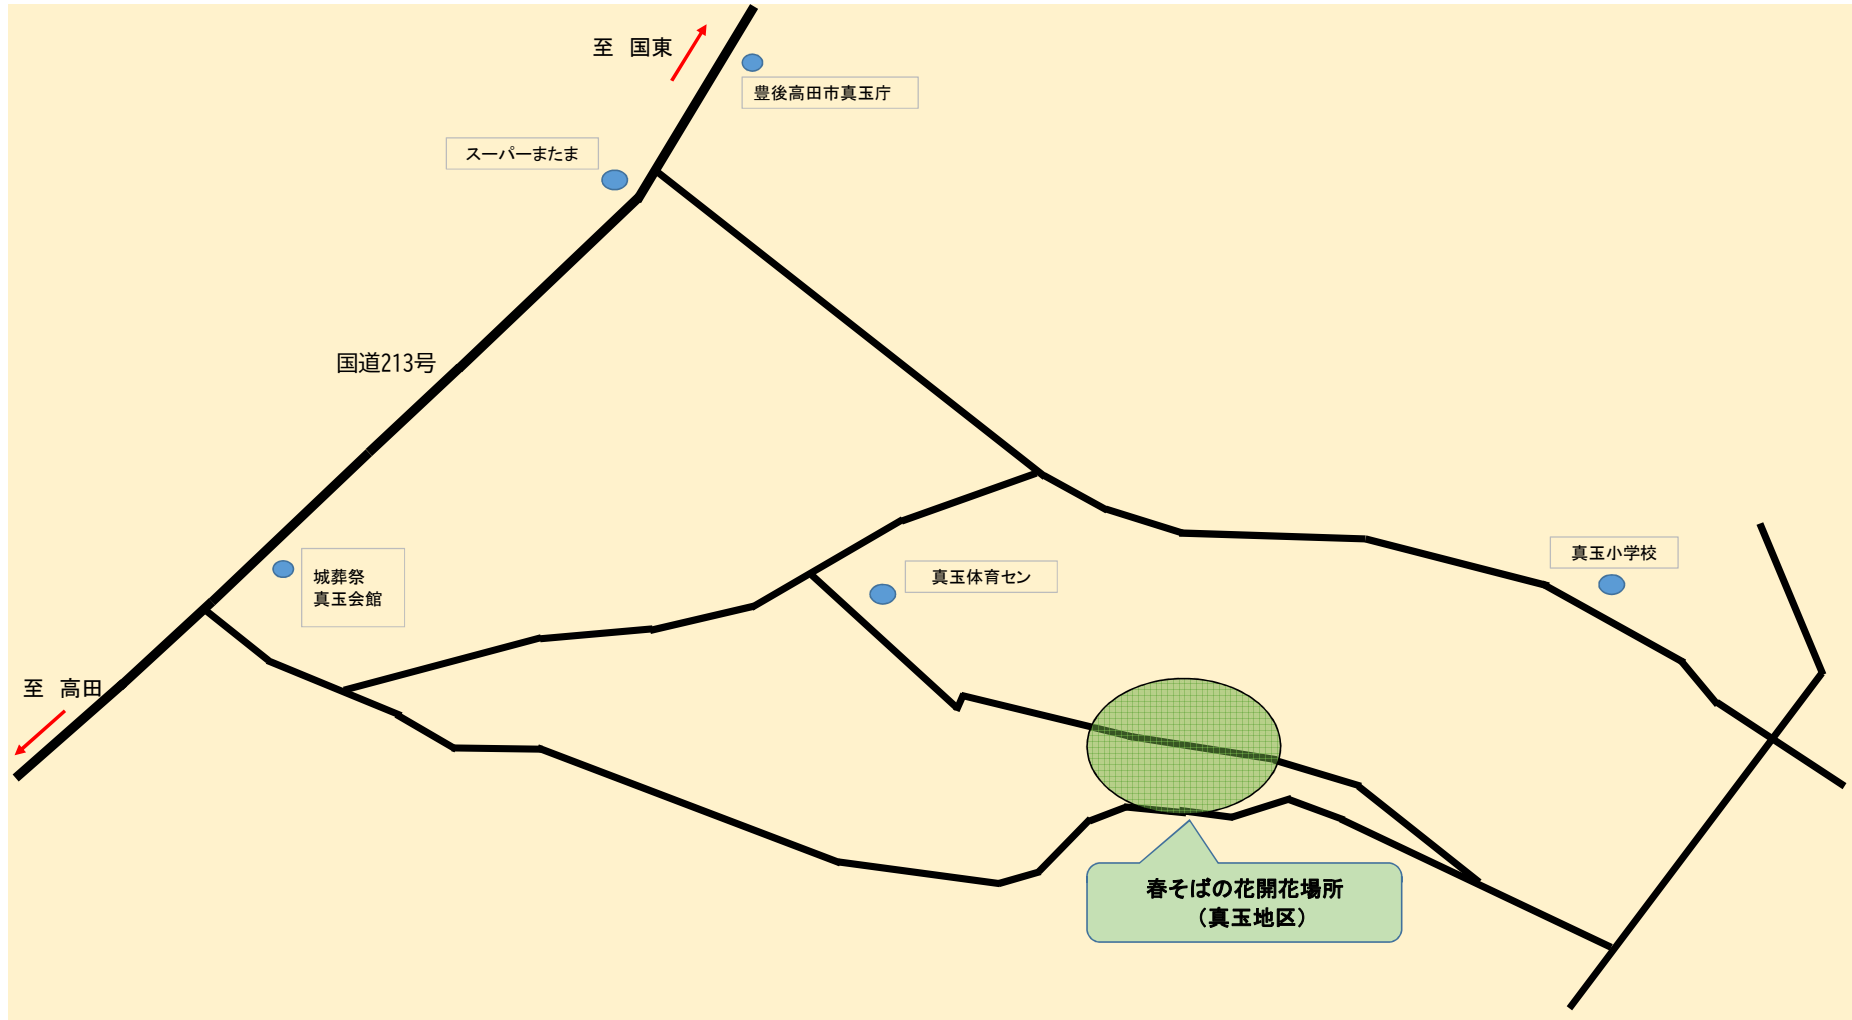 至　国東
豊後高田市真玉庁
スーパーまたま
国道213号
真玉小学校
城葬祭
真玉会館
真玉体育セン
至　高田
春そばの花開花場所
（真玉地区）